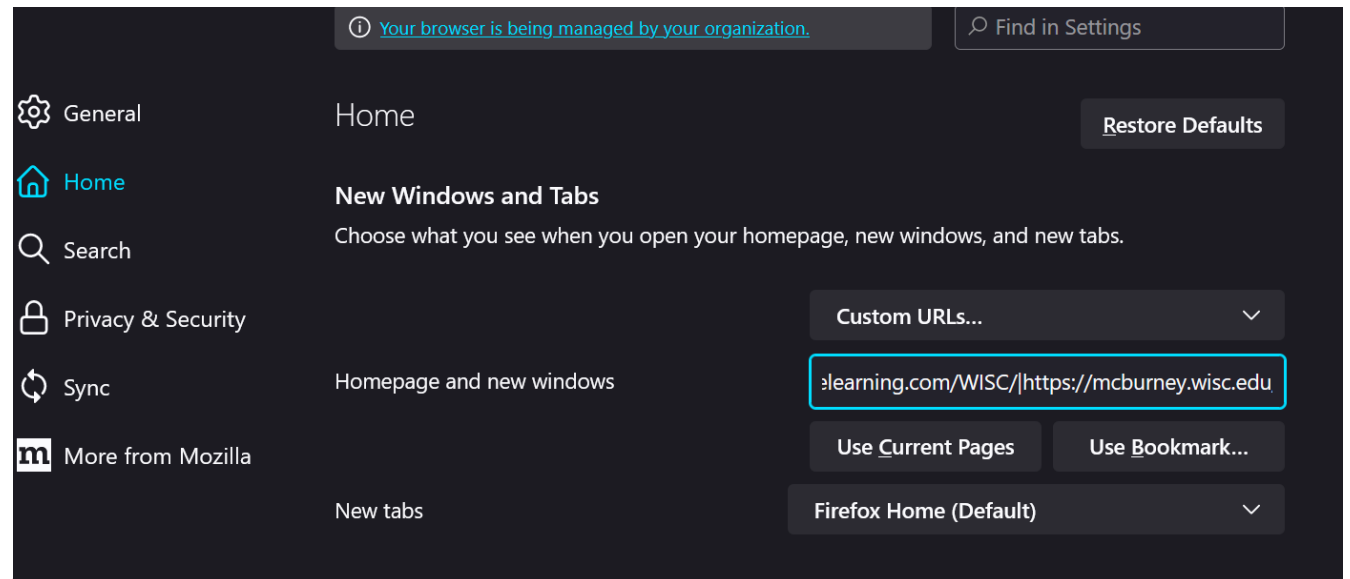 Your browser is being managed by your organization.
Find in Settings
General
Home
Search
Privacy & Security
Sync
m More from Mozilla
Home
Restore Defaults
New Windows and Tabs
Choose what you see when you open your homepage, new windows, and new tabs.
Custom URLs...
Homepage and new windows
elearning.com/WISC/|https://mcburney.wisc.edu
Use Current Pages
Use Bookmark...
New tabs
Firefox Home (Default)